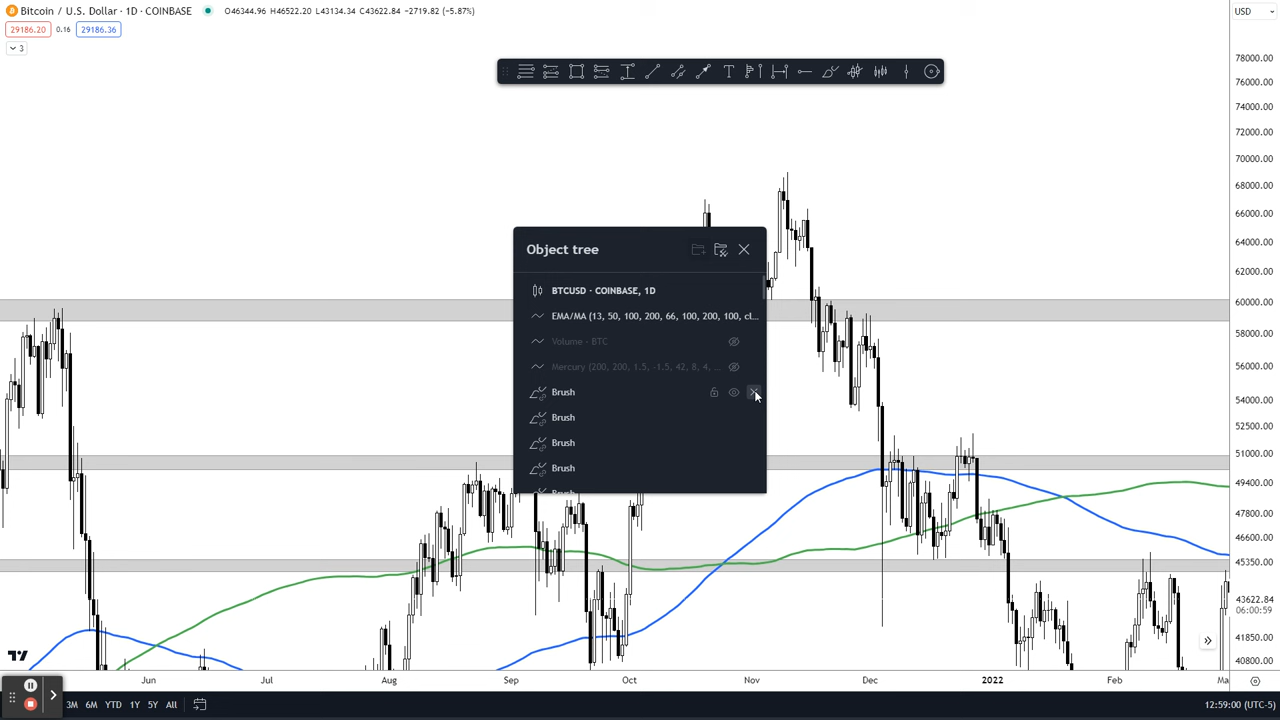 Bitcoin / U.S. Dollar · 1D · COINBASE O46344.96 H46522.20 L43134.34 C43622.84 −2719.82 (−5.87%)
USD
29186.20 0.16 29186.36
3
78000.00
76000.00
74000.00
72000.00
70000.00
68000.00
66000.00
64000.00
62000.00
60000.00
58000.00
56000.00
54000.00
52500.00
51000.00
49400.00
47800.00
46600.00
45350.00
43622.84
06:00:59
41850.00
40800.00
Object tree
BTCUSD · COINBASE, 1D
EMA/MA (13, 50, 100, 200, 66, 100, 200, 100, cl...
Volume - BTC
Mercury (200, 200, 1.5, -1.5, 42, 8, 4, ...
Brush
Brush
Brush
Brush
Brush
Jun Jul Aug Sep Oct Nov Dec 2022 Feb Ma
3M 6M YTD 1Y 5Y All
12:59:00 (UTC-5)